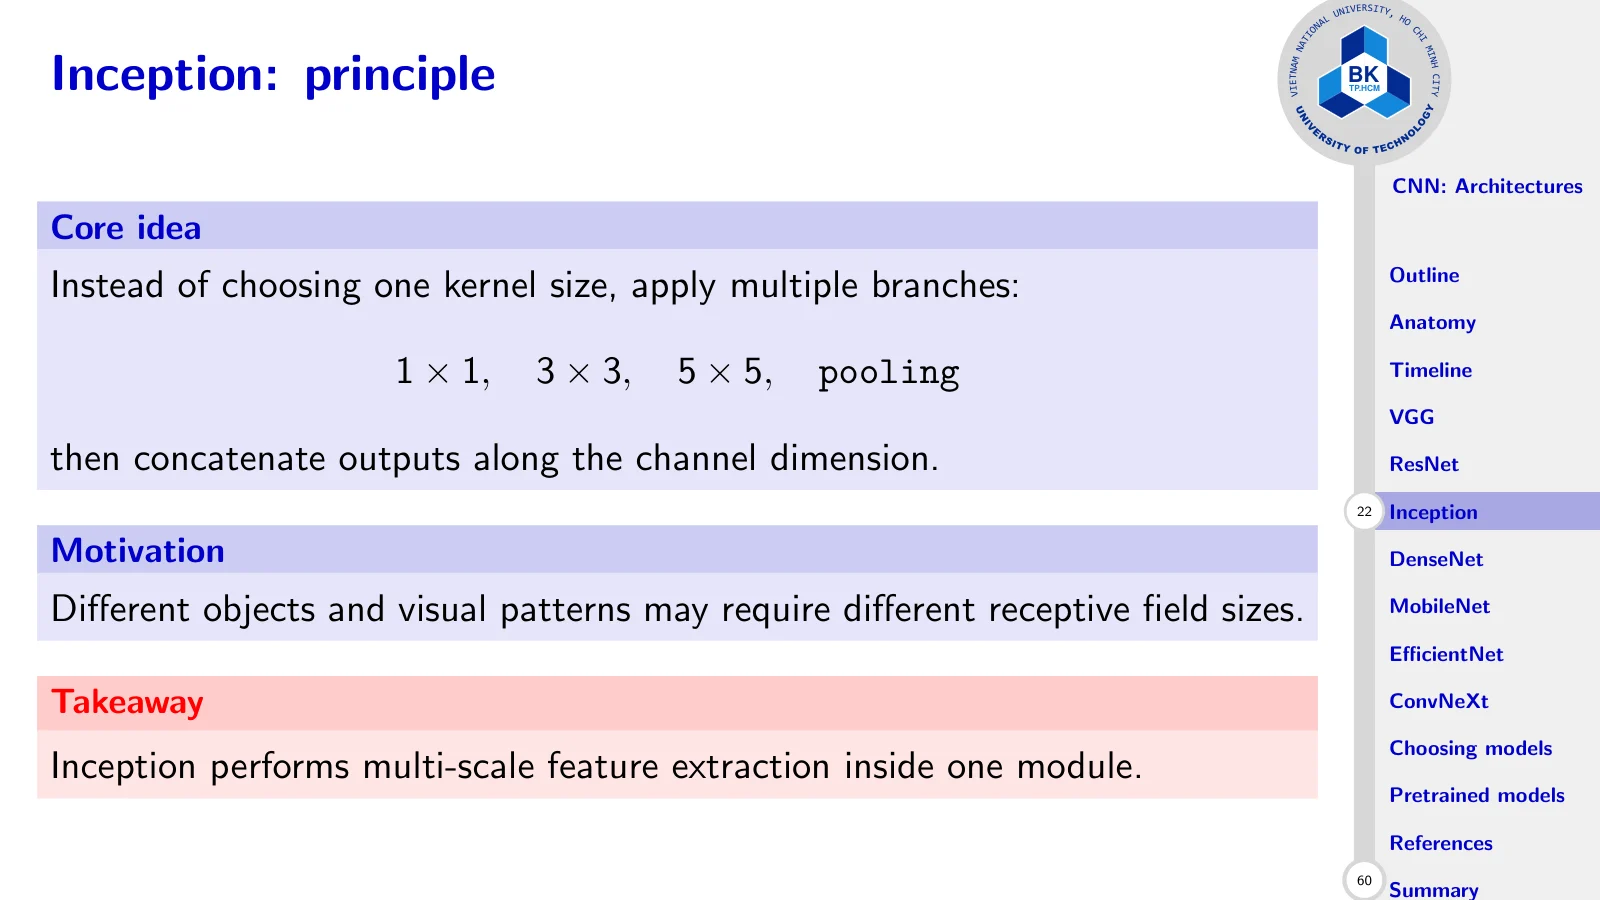 Inception: principle
VIETNAM NATIONAL UNIVERSITY, HO CHI MINH CITY
BK
TP.HCM
UNIVERSITY OF TECHNOLOGY
Core idea
Instead of choosing one kernel size, apply multiple branches:
1 × 1, 3 × 3, 5 × 5, pooling
then concatenate outputs along the channel dimension.
Motivation
Different objects and visual patterns may require different receptive field sizes.
Takeaway
Inception performs multi-scale feature extraction inside one module.
CNN: Architectures
Outline
Anatomy
Timeline
VGG
ResNet
22 Inception
DenseNet
MobileNet
EfficientNet
ConvNeXt
Choosing models
Pretrained models
References
60 Summary